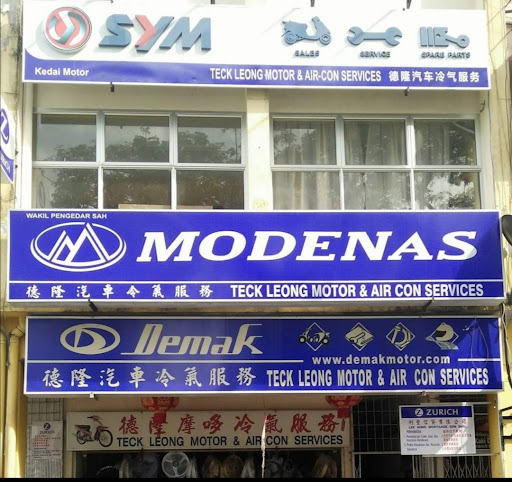 SYM
SALES SERVICE SPARE PARTS
Kedai Motor
TECK LEONG MOTOR & AIR-CON SERVICES 德隆汽车冷气服务
WAKIL PENGEDAR SAH
MODENAS
德隆汽車冷氣服務 TECK LEONG MOTOR & AIR CON SERVICES
Demak
www.demakmotor.com
德隆汽車冷氣服務 TECK LEONG MOTOR & AIR CON SERVICES
德隆摩哆冷氣服務
TECK LEONG MOTOR & AIR CON SERVICES
ZURICH
ZURICH